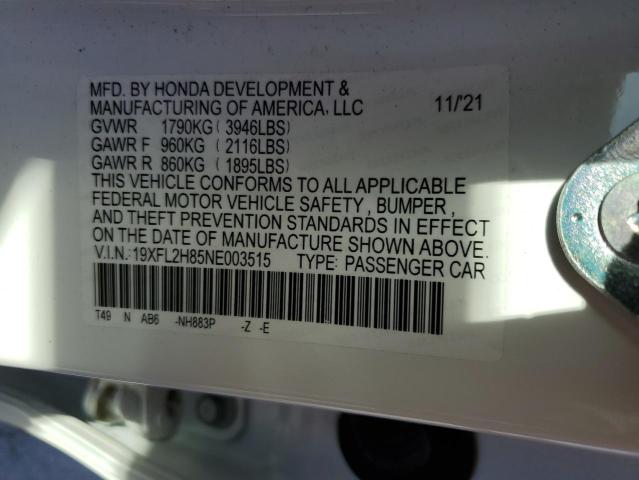 MFD. BY HONDA DEVELOPMENT &
MANUFACTURING OF AMERICA, LLC 11/'21
GVWR 1790KG ( 3946LBS)
GAWR F 960KG ( 2116LBS)
GAWR R 860KG ( 1895LBS)
THIS VEHICLE CONFORMS TO ALL APPLICABLE
FEDERAL MOTOR VEHICLE SAFETY , BUMPER ,
AND THEFT PREVENTION STANDARDS IN EFFECT
ON THE DATE OF MANUFACTURE SHOWN ABOVE.
V.I.N.:19XFL2H85NE003515 TYPE: PASSENGER CAR
T49 N AB6 -NH883P -Z -E